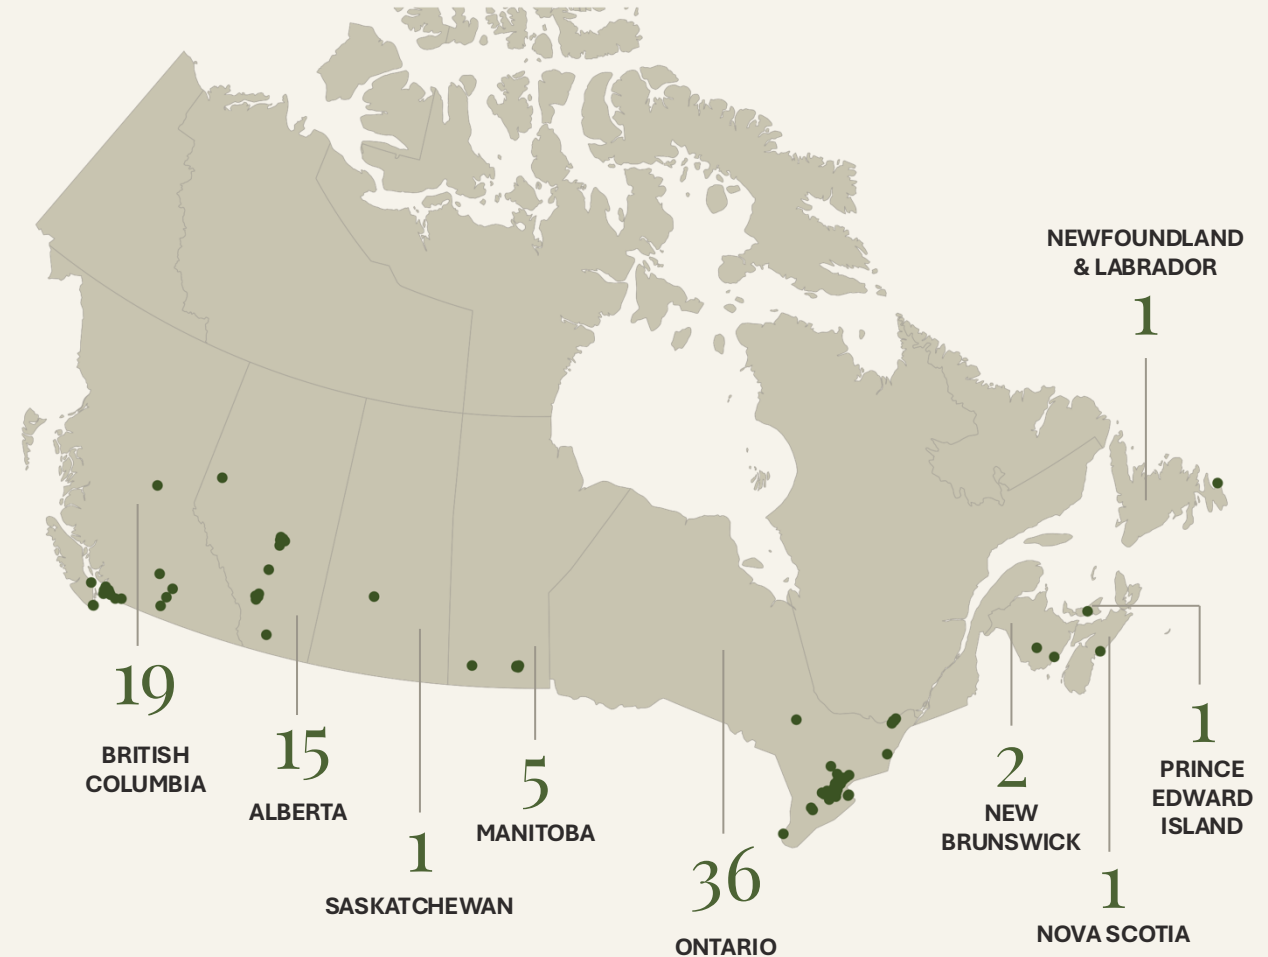 NEWFOUNDLAND
& LABRADOR
1
19
BRITISH
COLUMBIA
15
ALBERTA
1
SASKATCHEWAN
5
MANITOBA
36
ONTARIO
2
NEW
BRUNSWICK
1
NOVA SCOTIA
1
PRINCE
EDWARD
ISLAND